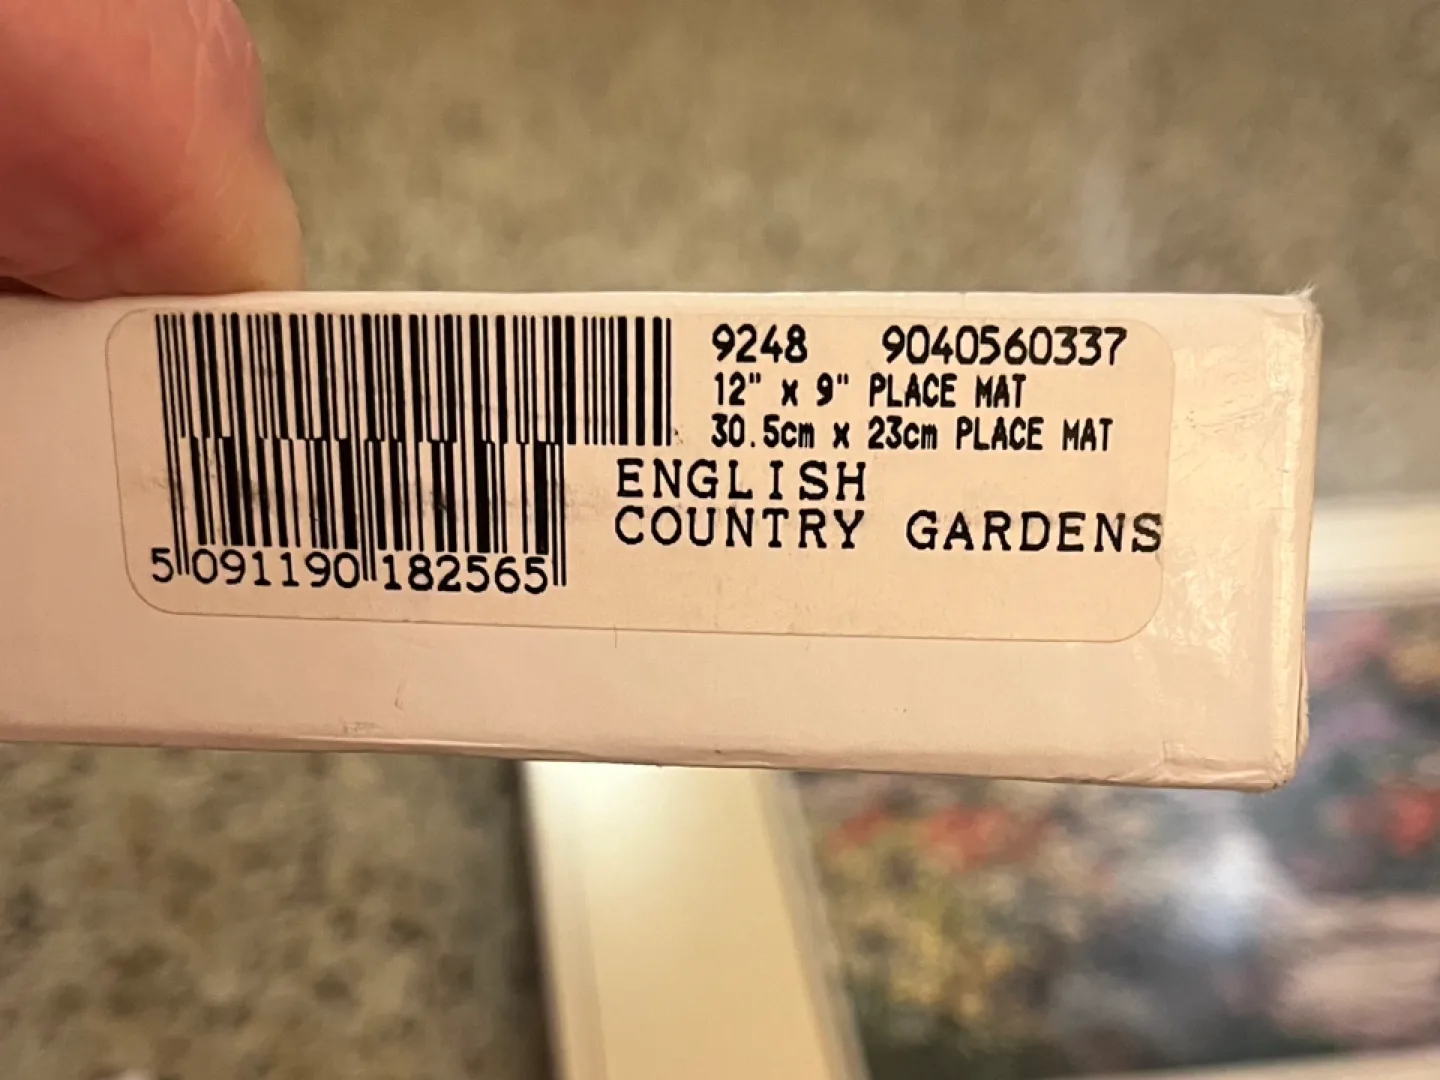 9248 9040560337
12" x 9" PLACE MAT
30.5cm x 23cm PLACE MAT
ENGLISH
COUNTRY GARDENS
5 091190 182565